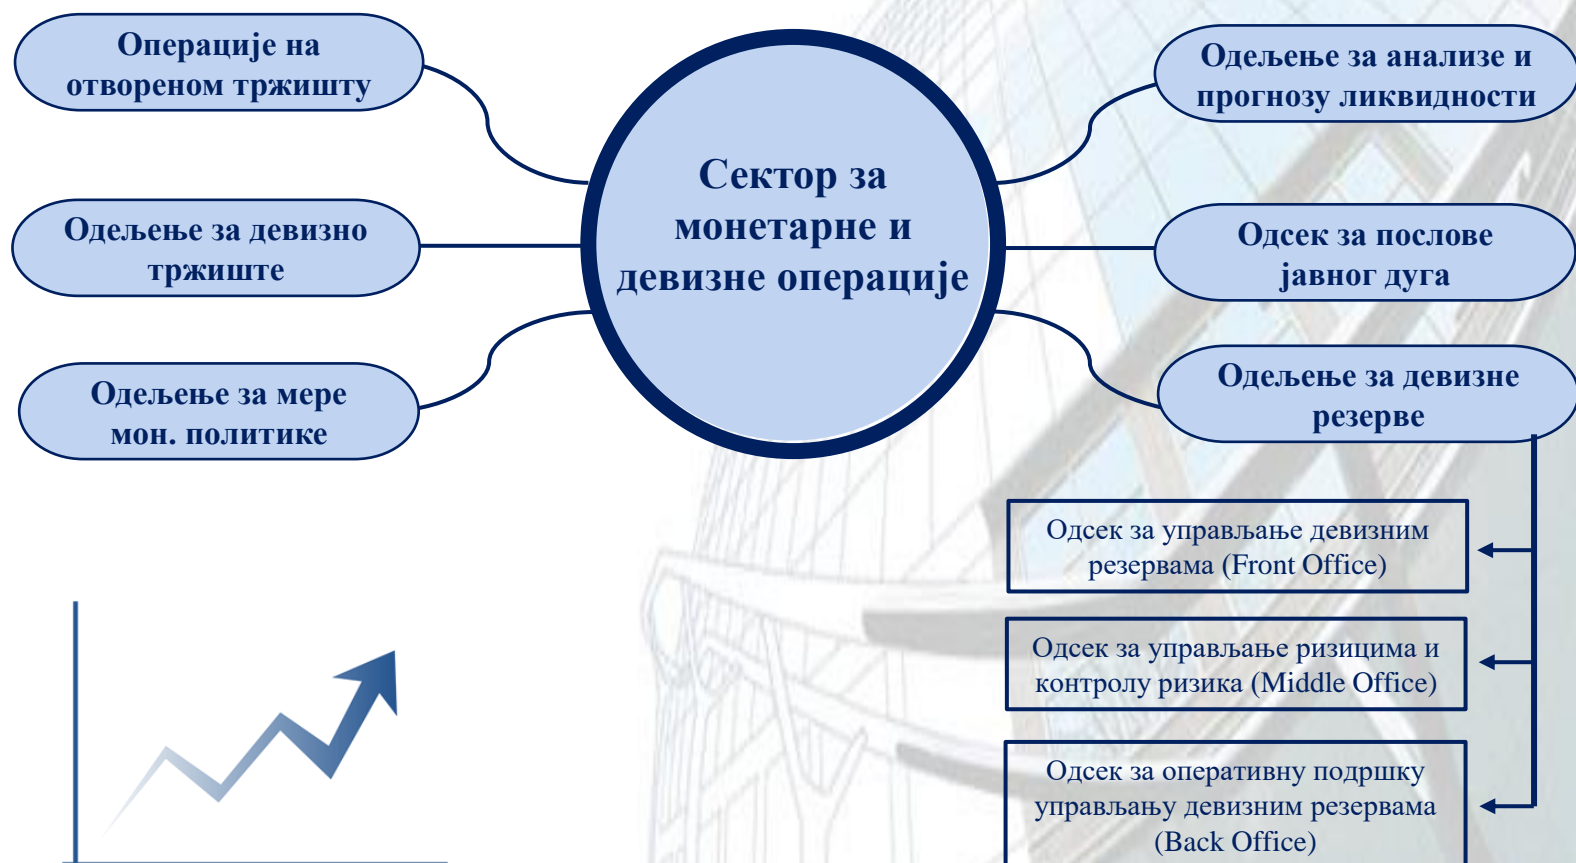 Операције на
отвореном тржишту
Одељење за девизно
тржиште
Одељење за мере
мон. политике
Сектор за
монетарне и
девизне операције
Одељење за анализе и
прогнозу ликвидности
Одсек за послове
јавног дуга
Одељење за девизне
резерве
Одсек за управљање девизним
резервама (Front Office)
Одсек за управљање ризицима и
контролу ризика (Middle Office)
Одсек за оперативну подршку
управљању девизним резервама
(Back Office)